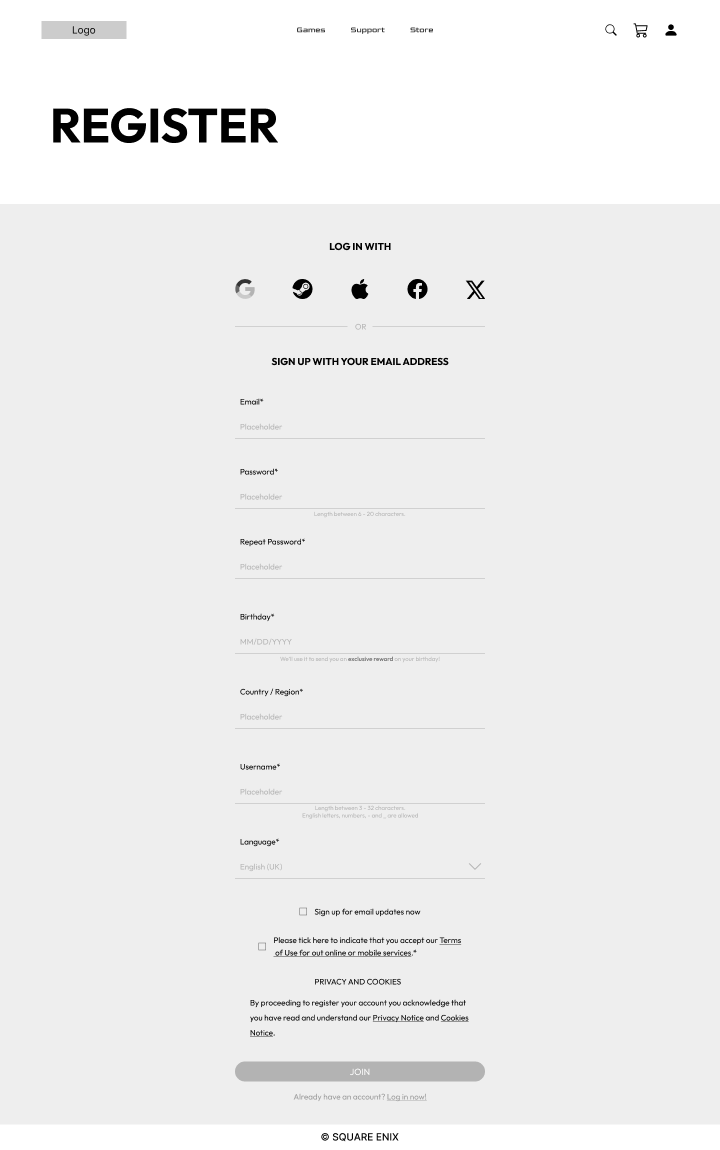 Logo
Games Support Store
REGISTER
LOG IN WITH
OR
SIGN UP WITH YOUR EMAIL ADDRESS
Email*
Placeholder
Password*
Placeholder
Length between 6 - 20 characters.
Repeat Password*
Placeholder
Birthday*
MM/DD/YYYY
We'll use it to send you an exclusive reward on your birthday!
Country / Region*
Placeholder
Username*
Placeholder
Length between 3 - 32 characters.
English letters, numbers, - and _ are allowed.
Language*
English (UK)
Sign up for email updates now
Please tick here to indicate that you accept our Terms
of Use for out online or mobile services.*
PRIVACY AND COOKIES
By proceeding to register your account you acknowledge that
you have read and understand our Privacy Notice and Cookies
Notice.
JOIN
Already have an account? Log in now!
© SQUARE ENIX